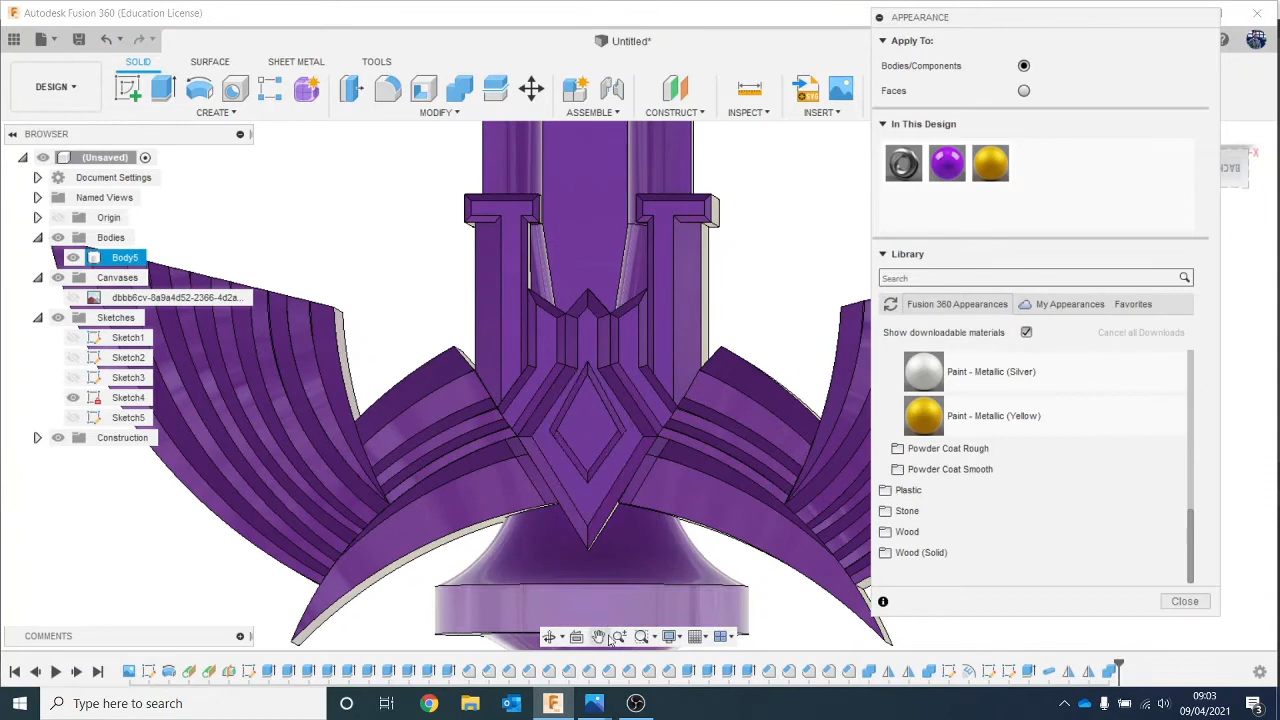 Autodesk Fusion 360 (Education License)
Untitled*
SOLID SURFACE SHEET METAL TOOLS
DESIGN
CREATE MODIFY ASSEMBLE CONSTRUCT INSPECT INSERT
BROWSER
(Unsaved)
Document Settings
Named Views
Origin
Bodies
Body5
Canvases
dbbb6cv-8a9a4d52-2366-4d2a...
Sketches
Sketch1
Sketch2
Sketch3
Sketch4
Sketch5
Construction
COMMENTS
APPEARANCE
Apply To:
Bodies/Components
Faces
In This Design
Library
Search
Fusion 360 Appearances My Appearances Favorites
Show downloadable materials Cancel all Downloads
Paint - Metallic (Silver)
Paint - Metallic (Yellow)
Powder Coat Rough
Powder Coat Smooth
Plastic
Stone
Wood
Wood (Solid)
Close
X
BACK
Type here to search
09:03
09/04/2021
3